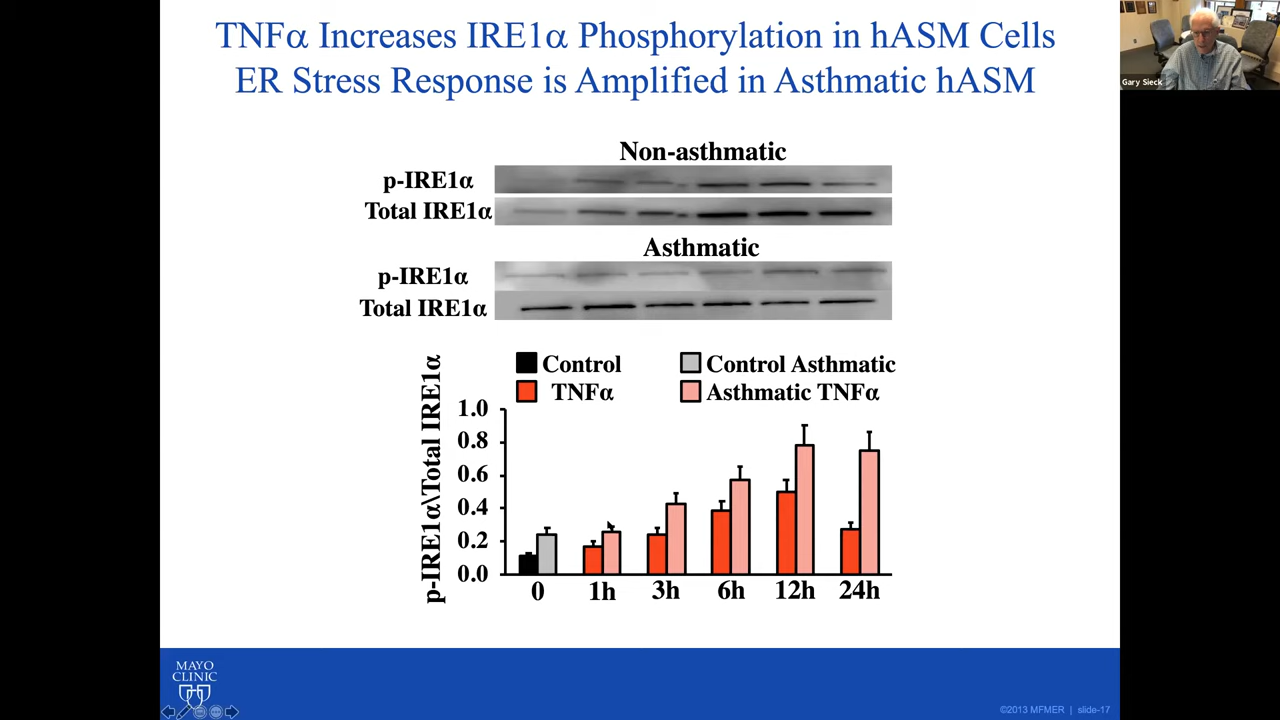 TNFα Increases IRE1α Phosphorylation in hASM Cells
ER Stress Response is Amplified in Asthmatic hASM
Gary Sieck
Non-asthmatic
p-IRE1α
Total IRE1α
Asthmatic
p-IRE1α
Total IRE1α
Control
Control Asthmatic
TNFα
Asthmatic TNFα
p-IRE1α\Total IRE1α
1.0
0.8
0.6
0.4
0.2
0.0
0 1h 3h 6h 12h 24h
MAYO
CLINIC
©2013 MFMER | slide-17